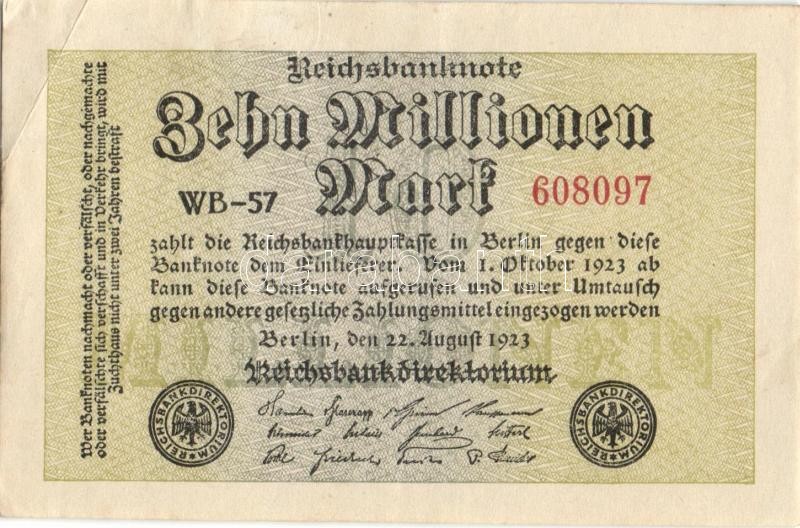 Reichsbanknote
Zehn Millionen
Mark
WB-57
608097
zahlt die Reichsbankhauptkasse in Berlin gegen diese
Banknote dem Einlieferer. Vom 1. Oktober 1923 ab
kann diese Banknote aufgerufen und unter Umtausch
gegen andere gesetzliche Zahlungsmittel eingezogen werden
Berlin, den 22. August 1923
Reichsbankdirektorium
REICHSBANKDIREKTORIUM
REICHSBANKDIREKTORIUM
Wer Banknoten nachmacht oder verfälscht, oder nachgemachte
oder verfälschte sich verschafft und in Verkehr bringt, wird mit
Zuchthaus nicht unter zwei Jahren bestraft